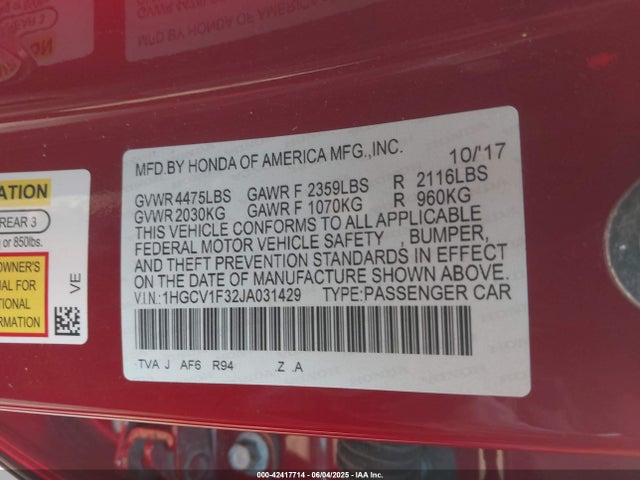 MFD.BY HONDA OF AMERICA MFG.,INC. 10/'17
GVWR 4475LBS GAWR F 2359LBS R 2116LBS
GVWR 2030KG GAWR F 1070KG R 960KG
THIS VEHICLE CONFORMS TO ALL APPLICABLE
FEDERAL MOTOR VEHICLE SAFETY , BUMPER,
AND THEFT PREVENTION STANDARDS IN EFFECT
ON THE DATE OF MANUFACTURE SHOWN ABOVE.
V.I.N.: 1HGCV1F32JA031429 TYPE:PASSENGER CAR
TVA J AF6 R94 .Z .A
ATION
REAR 3
or 850lbs.
OWNER'S
UAL FOR
TIONAL
RMATION
VE
000-42417714 - 06/04/2025 - IAA Inc.